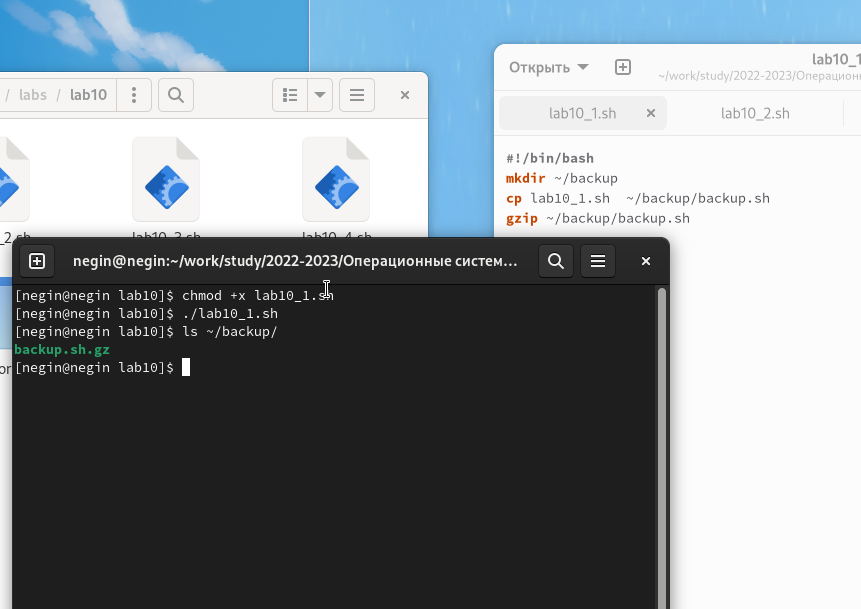 / labs / lab10
_2.sh lab10_3.sh lab10_4.sh
Открыть
lab10_1
~/work/study/2022-2023/Операционн
lab10_1.sh
lab10_2.sh
#!/bin/bash
mkdir ~/backup
cp lab10_1.sh  ~/backup/backup.sh
gzip ~/backup/backup.sh
negin@negin:~/work/study/2022-2023/Операционные систем…
[negin@negin lab10]$ chmod +x lab10_1.sh
[negin@negin lab10]$ ./lab10_1.sh
[negin@negin lab10]$ ls ~/backup/
backup.sh.gz
[negin@negin lab10]$
or